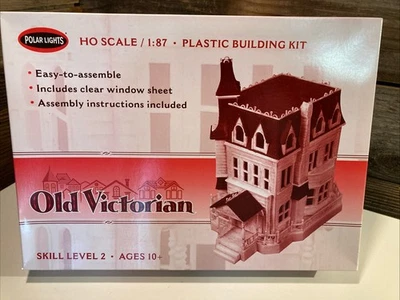 POLAR LIGHTS
HO SCALE / 1:87 • PLASTIC BUILDING KIT
• Easy-to-assemble
• Includes clear window sheet
• Assembly instructions included
Old Victorian
SKILL LEVEL 2 • AGES 10+